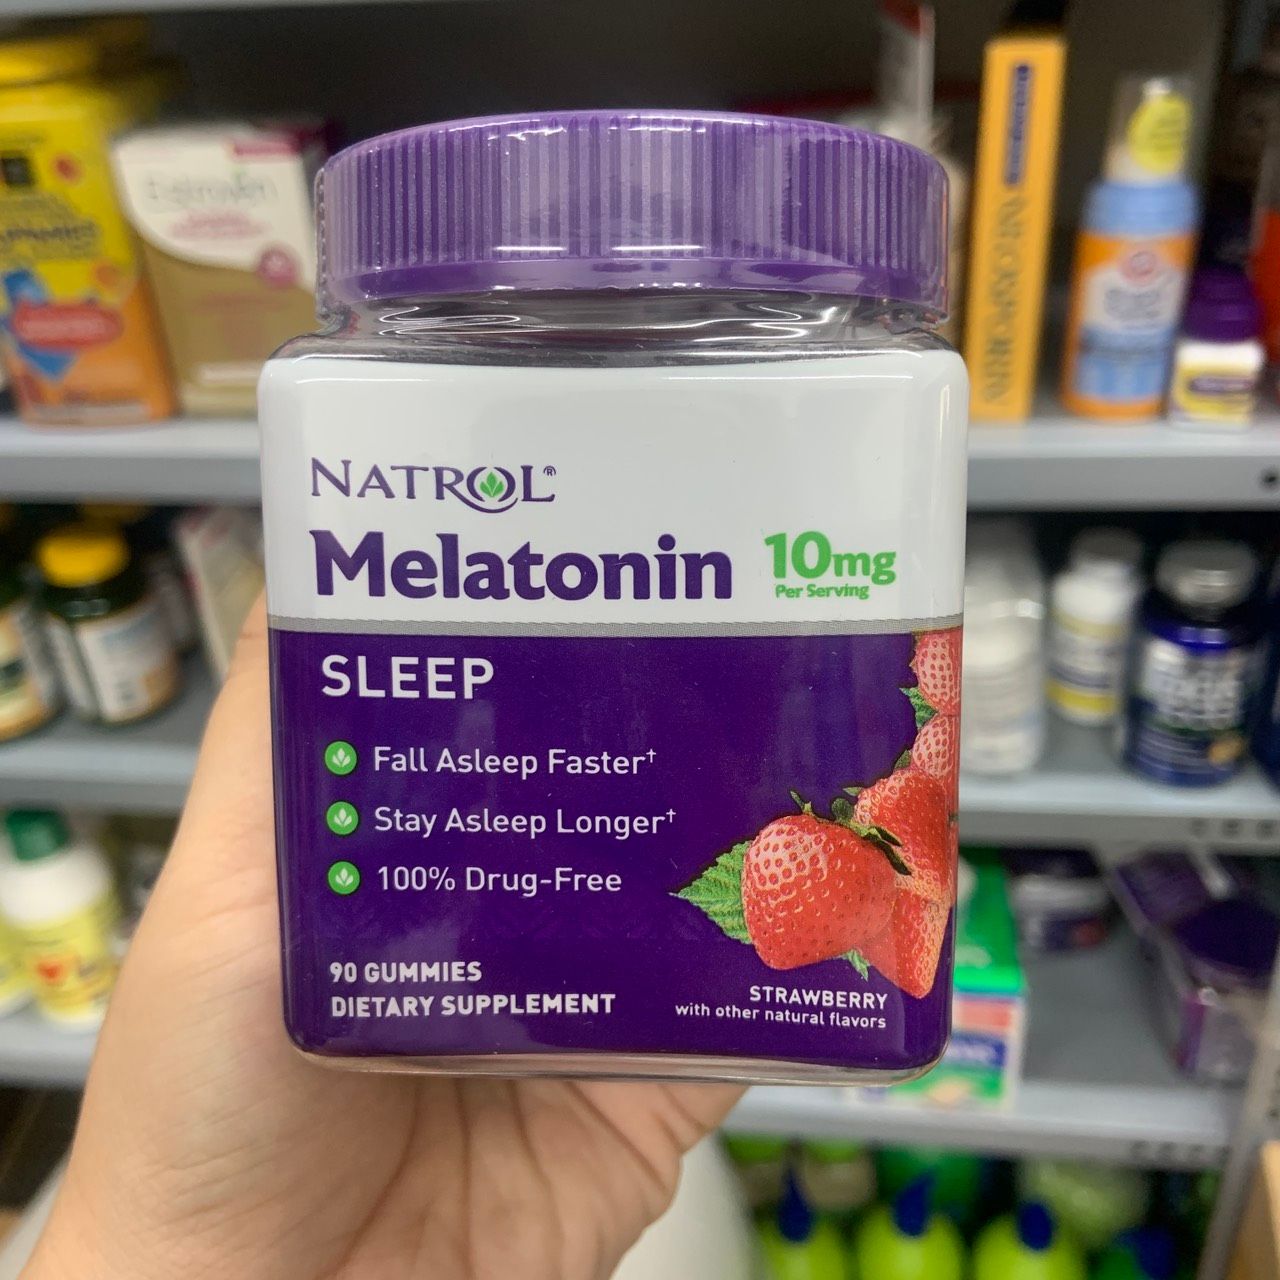 NATROL®
Melatonin
10mg
Per Serving
SLEEP
Fall Asleep Faster†
Stay Asleep Longer†
100% Drug-Free
90 GUMMIES
DIETARY SUPPLEMENT
STRAWBERRY
with other natural flavors